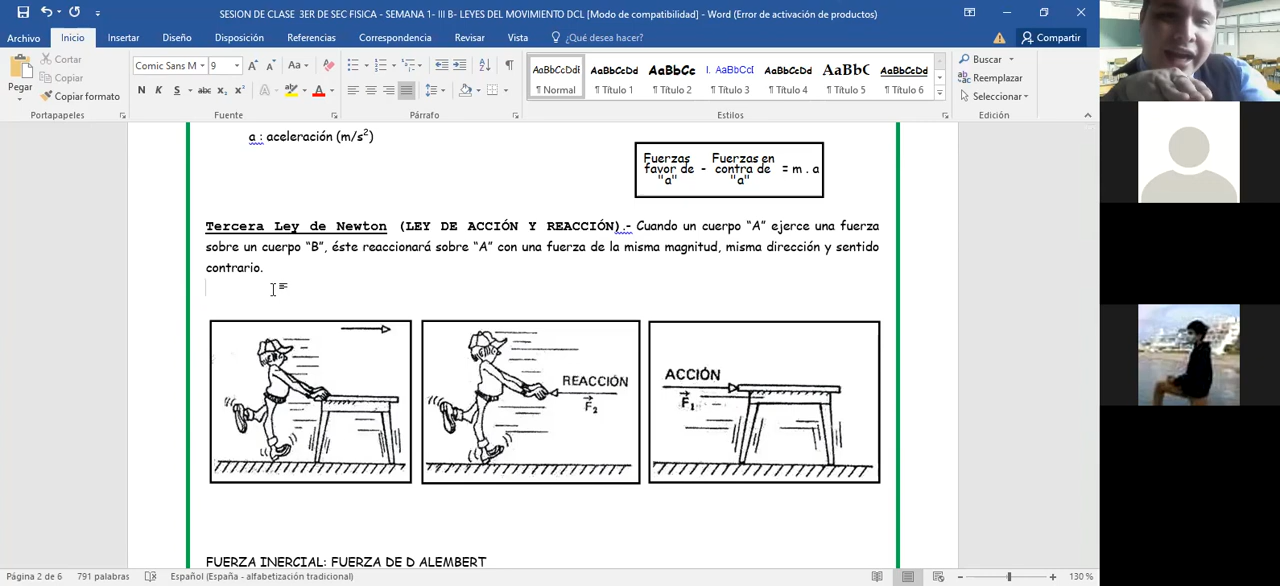 SESION DE CLASE 3ER DE SEC FISICA - SEMANA 1- III B- LEYES DEL MOVIMIENTO DCL [Modo de compatibilidad] - Word (Error de activación de productos)
Archivo Inicio Insertar Diseño Disposición Referencias Correspondencia Revisar Vista ¿Qué desea hacer? Compartir
Pegar
Cortar
Copiar
Copiar formato
Portapapeles
Comic Sans M 9
N K S abc x₂ x²
Fuente
Párrafo
AaBbCcDdI AaBbCcDd AaBbCc I. AaBbCcI AaBbCcDd AaBbC AaBbCcDd
¶ Normal ¶ Título 1 ¶ Título 2 ¶ Título 3 ¶ Título 4 ¶ Título 5 ¶ Título 6
Estilos
Buscar
Reemplazar
Seleccionar
Edición
a : aceleración (m/s²)
Fuerzas Fuerzas en
favor de - contra de = m . a
"a" "a"
Tercera Ley de Newton (LEY DE ACCIÓN Y REACCIÓN).- Cuando un cuerpo “A” ejerce una fuerza
sobre un cuerpo “B”, éste reaccionará sobre “A” con una fuerza de la misma magnitud, misma dirección y sentido
contrario.
REACCIÓN
F₂
ACCIÓN
F₁
FUERZA INERCIAL: FUERZA DE D ALEMBERT
Página 2 de 6 791 palabras Español (España - alfabetización tradicional) 130 %